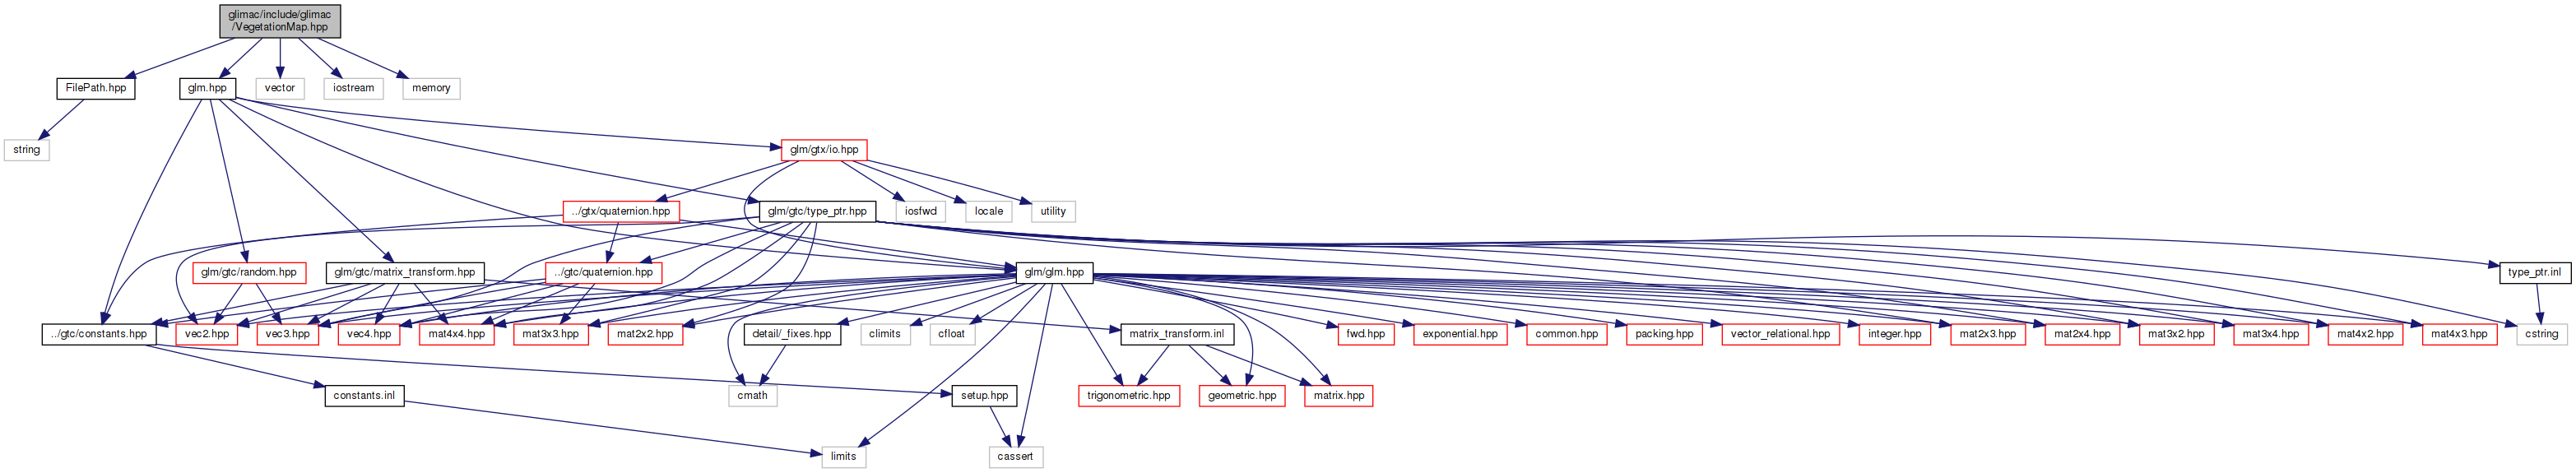 glimac/include/glimac
/VegetationMap.hpp
FilePath.hpp
glm.hpp
vector
iostream
memory
string
glm/gtx/io.hpp
../gtx/quaternion.hpp
glm/gtc/type_ptr.hpp
iosfwd
locale
utility
glm/gtc/random.hpp
glm/gtc/matrix_transform.hpp
../gtc/quaternion.hpp
glm/glm.hpp
type_ptr.inl
../gtc/constants.hpp
vec2.hpp
vec3.hpp
vec4.hpp
mat4x4.hpp
mat3x3.hpp
mat2x2.hpp
detail/_fixes.hpp
climits
cfloat
matrix_transform.inl
fwd.hpp
exponential.hpp
common.hpp
packing.hpp
vector_relational.hpp
integer.hpp
mat2x3.hpp
mat2x4.hpp
mat3x2.hpp
mat3x4.hpp
mat4x2.hpp
mat4x3.hpp
cstring
constants.inl
cmath
setup.hpp
trigonometric.hpp
geometric.hpp
matrix.hpp
limits
cassert